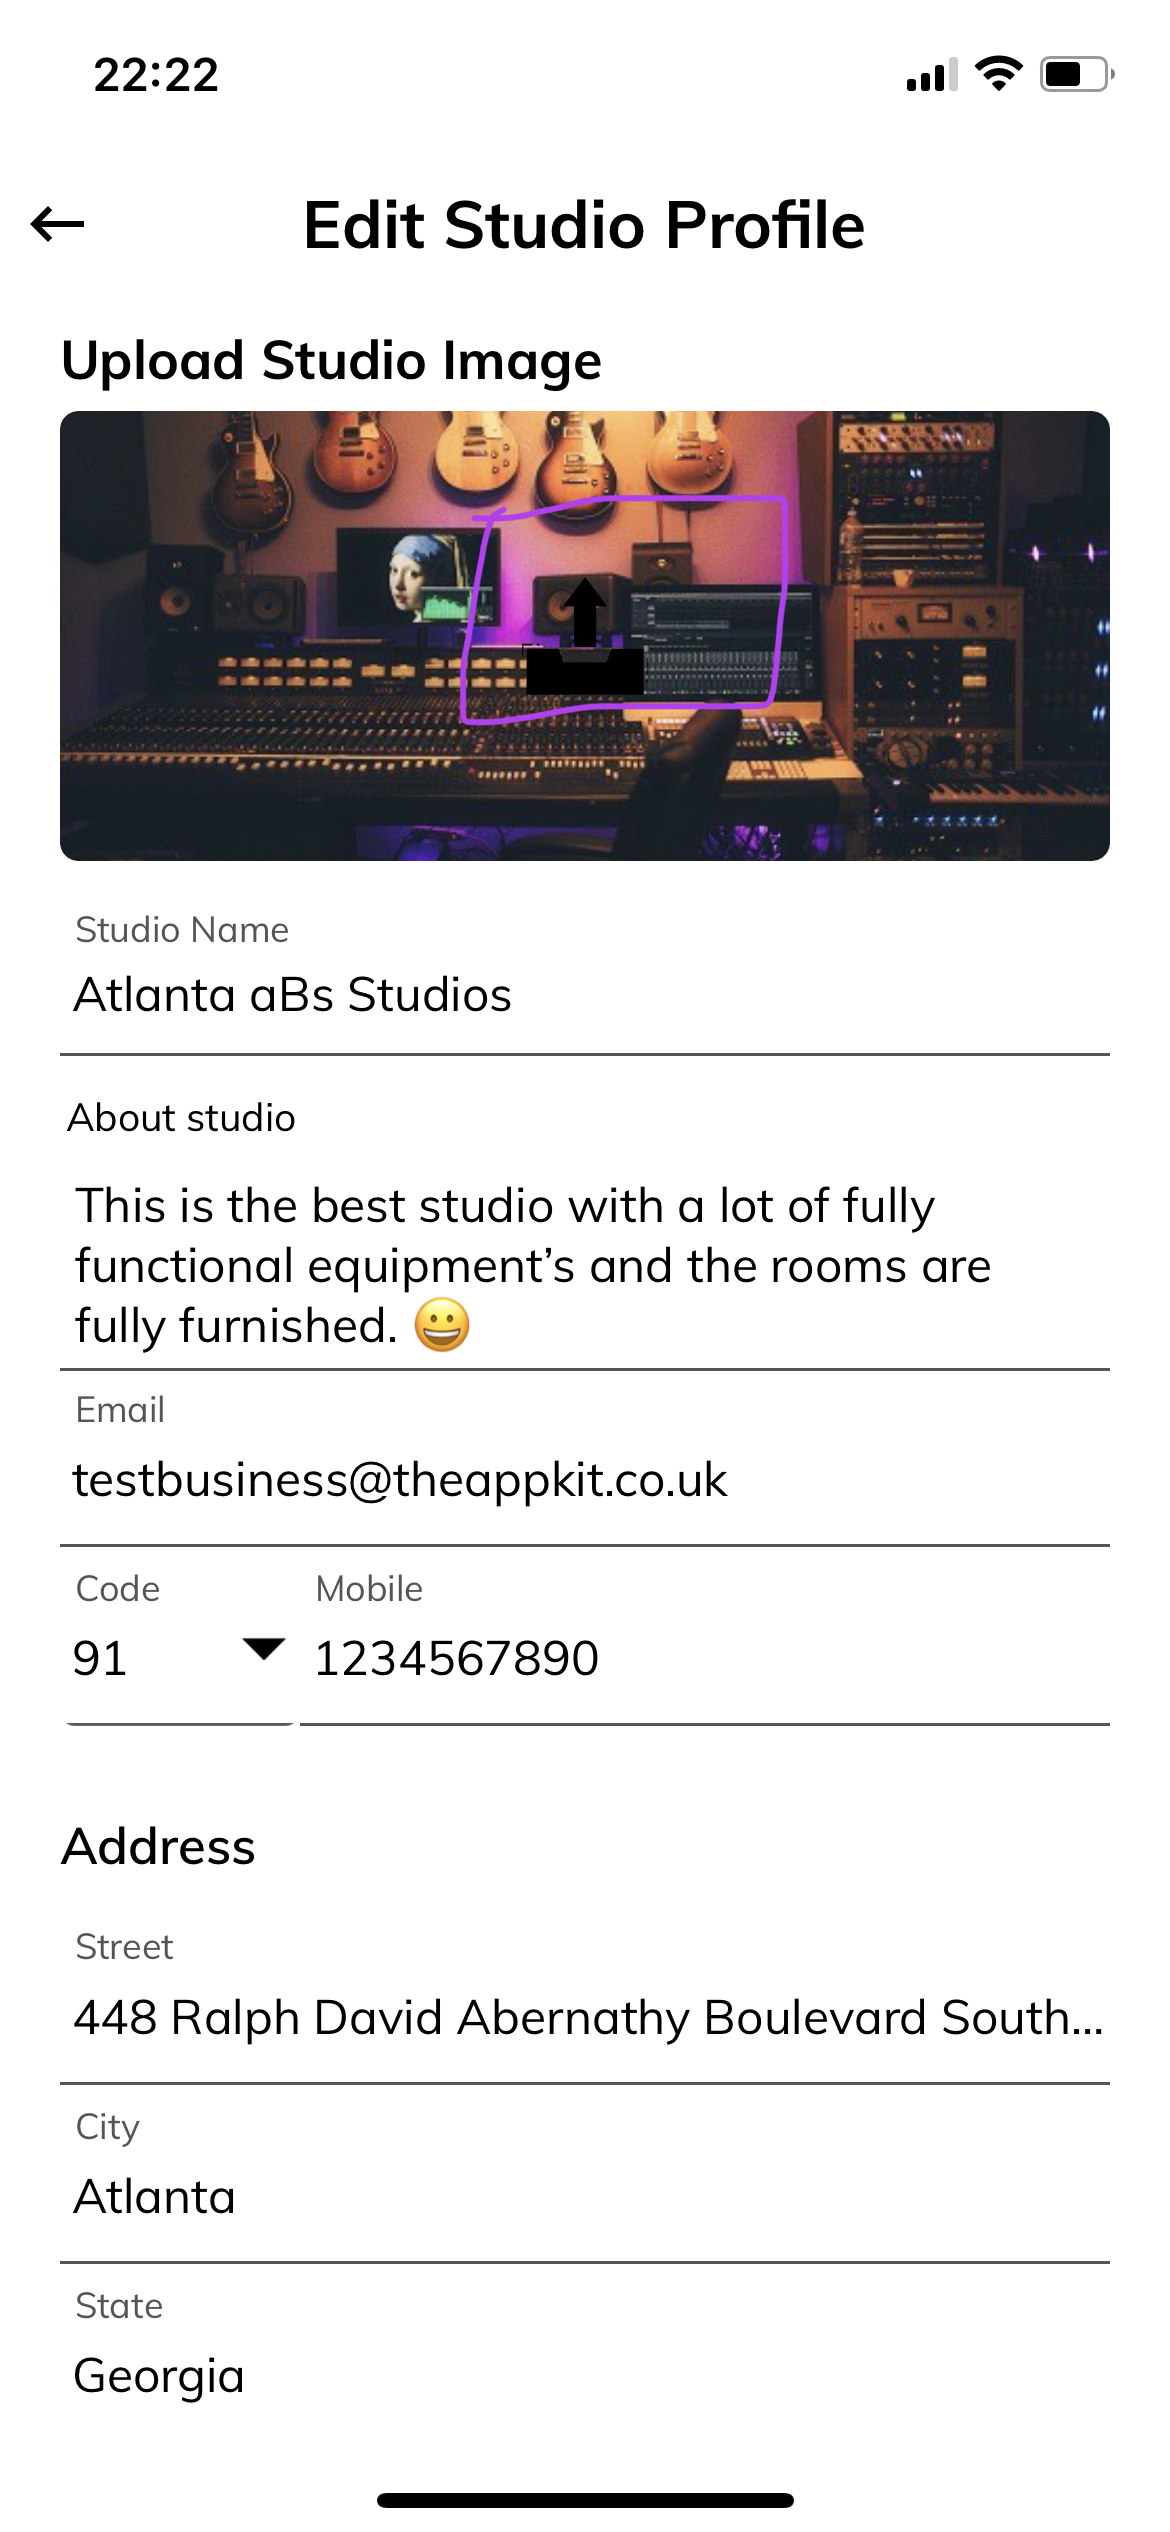 22:22
Edit Studio Profile
Upload Studio Image
Studio Name
Atlanta aBs Studios
About studio
This is the best studio with a lot of fully
functional equipment’s and the rooms are
fully furnished. 😀
Email
testbusiness@theappkit.co.uk
Code Mobile
91 1234567890
Address
Street
448 Ralph David Abernathy Boulevard South...
City
Atlanta
State
Georgia